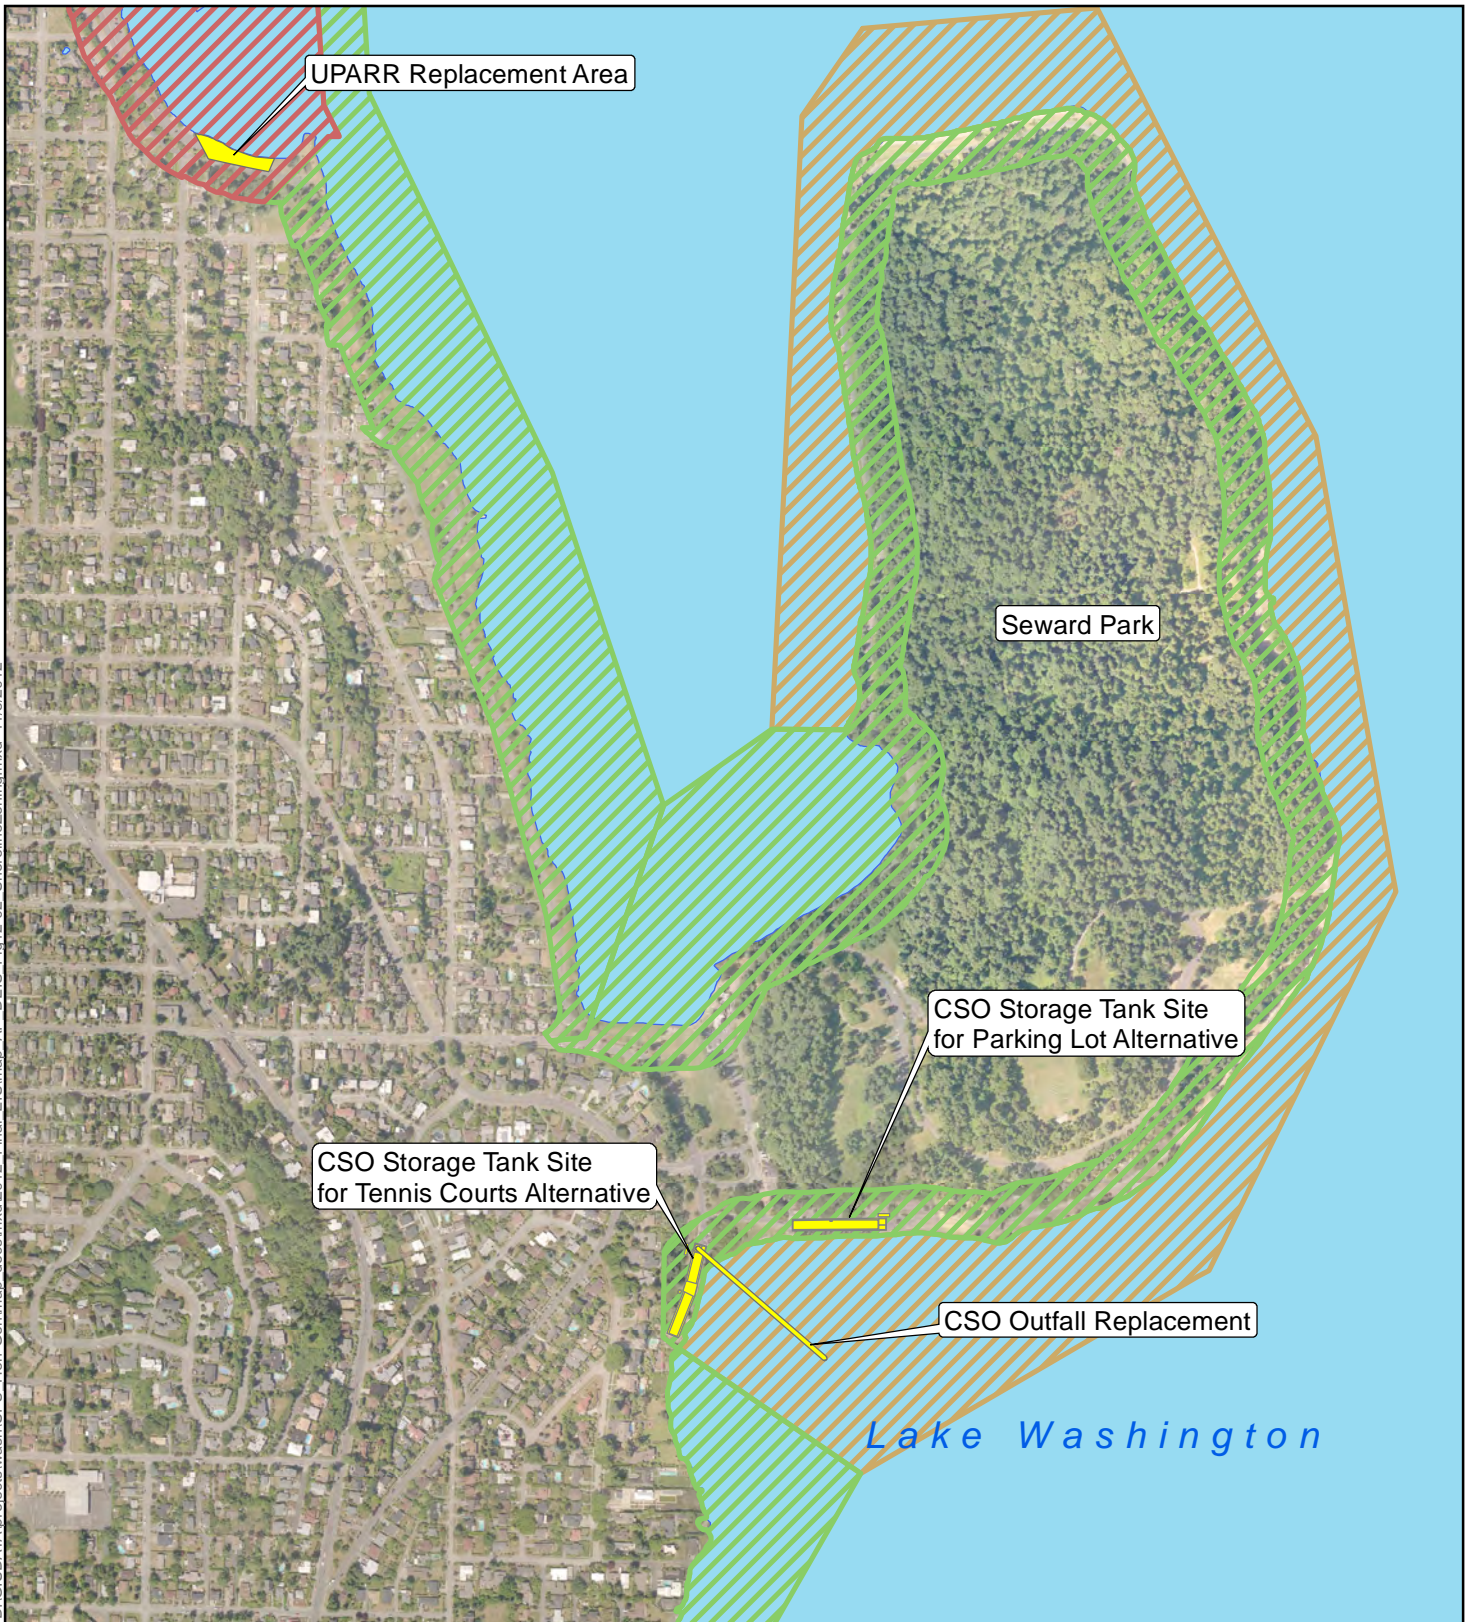 UPARR Replacement Area
Seward Park
CSO Storage Tank Site
for Parking Lot Alternative
CSO Storage Tank Site
for Tennis Courts Alternative
CSO Outfall Replacement
Lake Washington